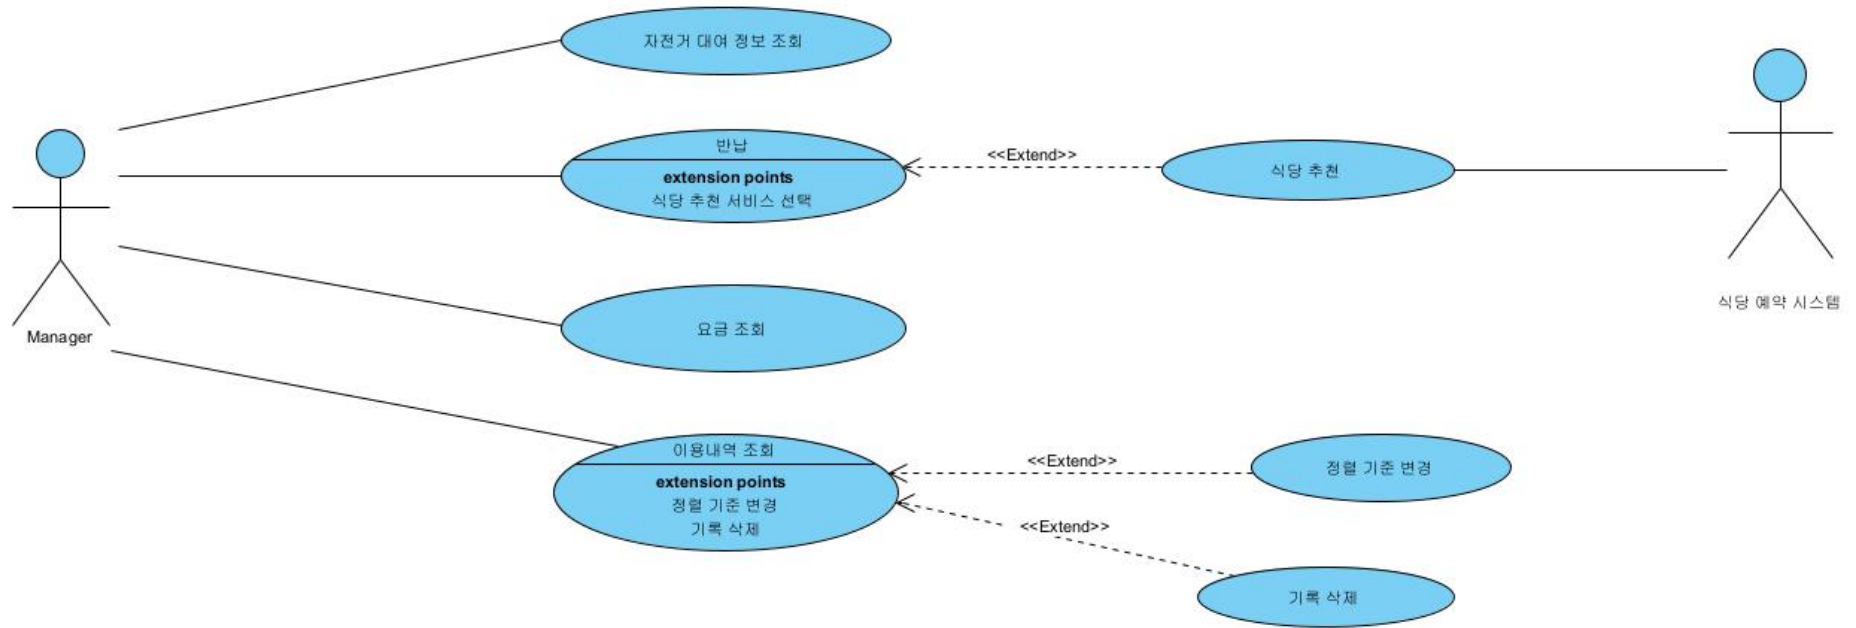 자전거 대여 정보 조회
반납
extension points
식당 추천 서비스 선택
<<Extend>>
식당 추천
식당 예약 시스템
Manager
요금 조회
이용내역 조회
extension points
정렬 기준 변경
기록 삭제
<<Extend>>
정렬 기준 변경
<<Extend>>
기록 삭제